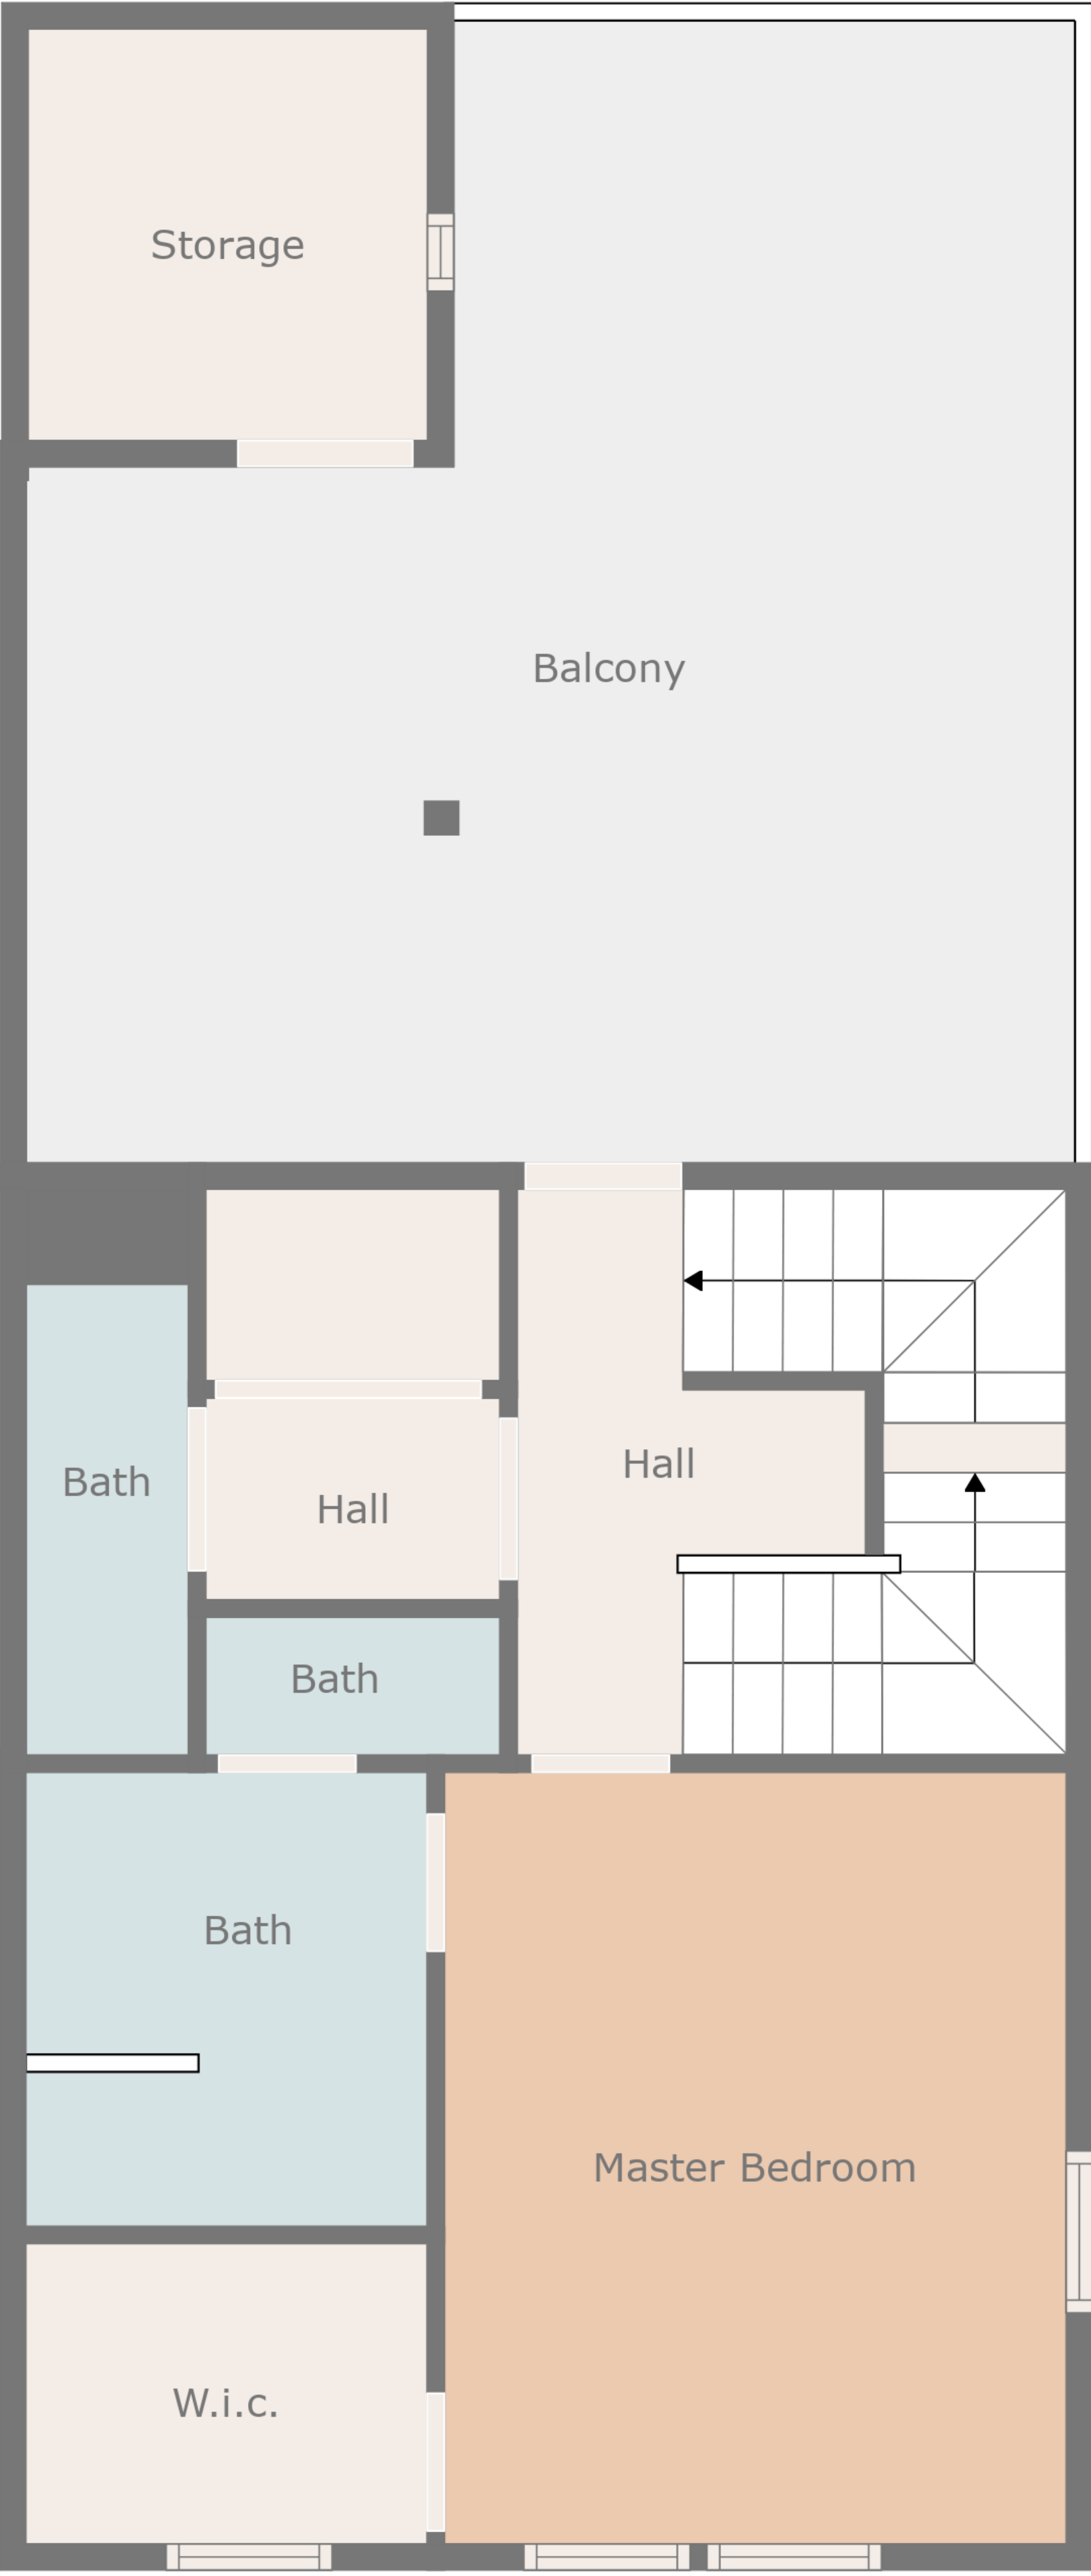 Storage
Balcony
Hall
Bath
Hall
Bath
Bath
Master Bedroom
W.i.c.